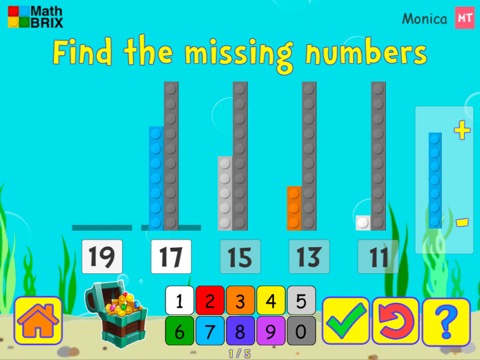 Math
BRIX
Monica MT
Find the missing numbers
+
-
19 17 15 13 11
1 2 3 4 5
6 7 8 9 0
?
1 / 5